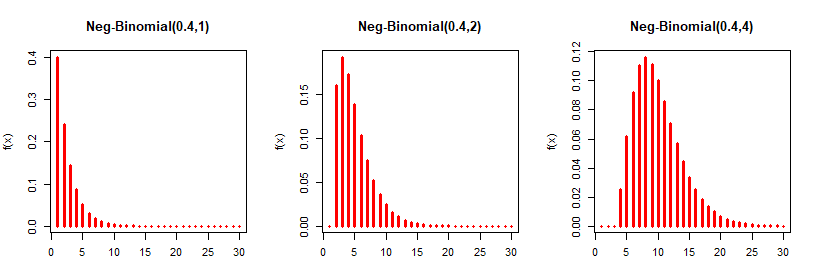 Neg-Binomial(0.4,1)
f(x)
0.4
0.3
0.2
0.1
0.0
0 5 10 15 20 25 30
Neg-Binomial(0.4,2)
f(x)
0.15
0.10
0.05
0.00
0 5 10 15 20 25 30
Neg-Binomial(0.4,4)
f(x)
0.12
0.10
0.08
0.06
0.04
0.02
0.00
0 5 10 15 20 25 30